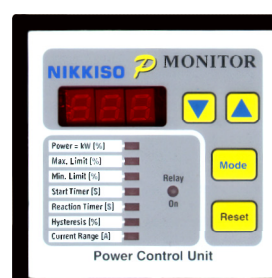 NIKKISO P MONITOR
888
Power = kW [%]
Max. Limit [%]
Min. Limit [%]
Start Timer [S]
Reaction Timer [S]
Hysteresis [%]
Current Range [A]
Relay
On
Mode
Reset
Power Control Unit